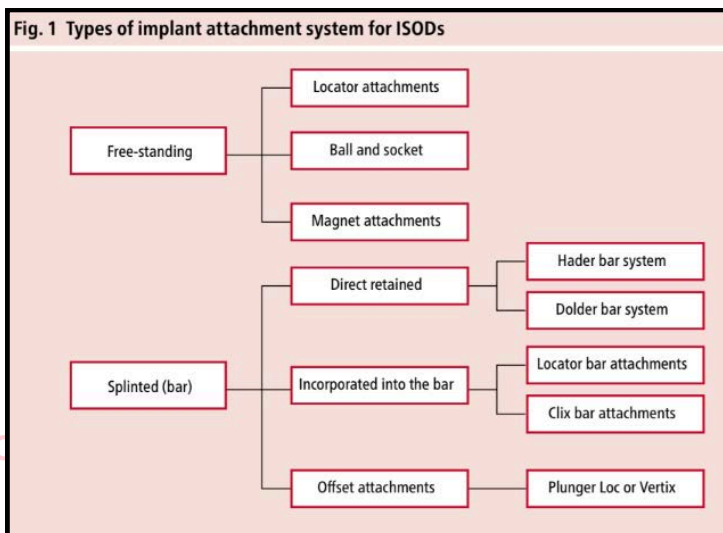 Fig. 1 Types of implant attachment system for ISODs
Locator attachments
Free-standing
Ball and socket
Magnet attachments
Direct retained
Hader bar system
Dolder bar system
Splinted (bar)
Incorporated into the bar
Locator bar attachments
Clix bar attachments
Offset attachments
Plunger Loc or Vertix